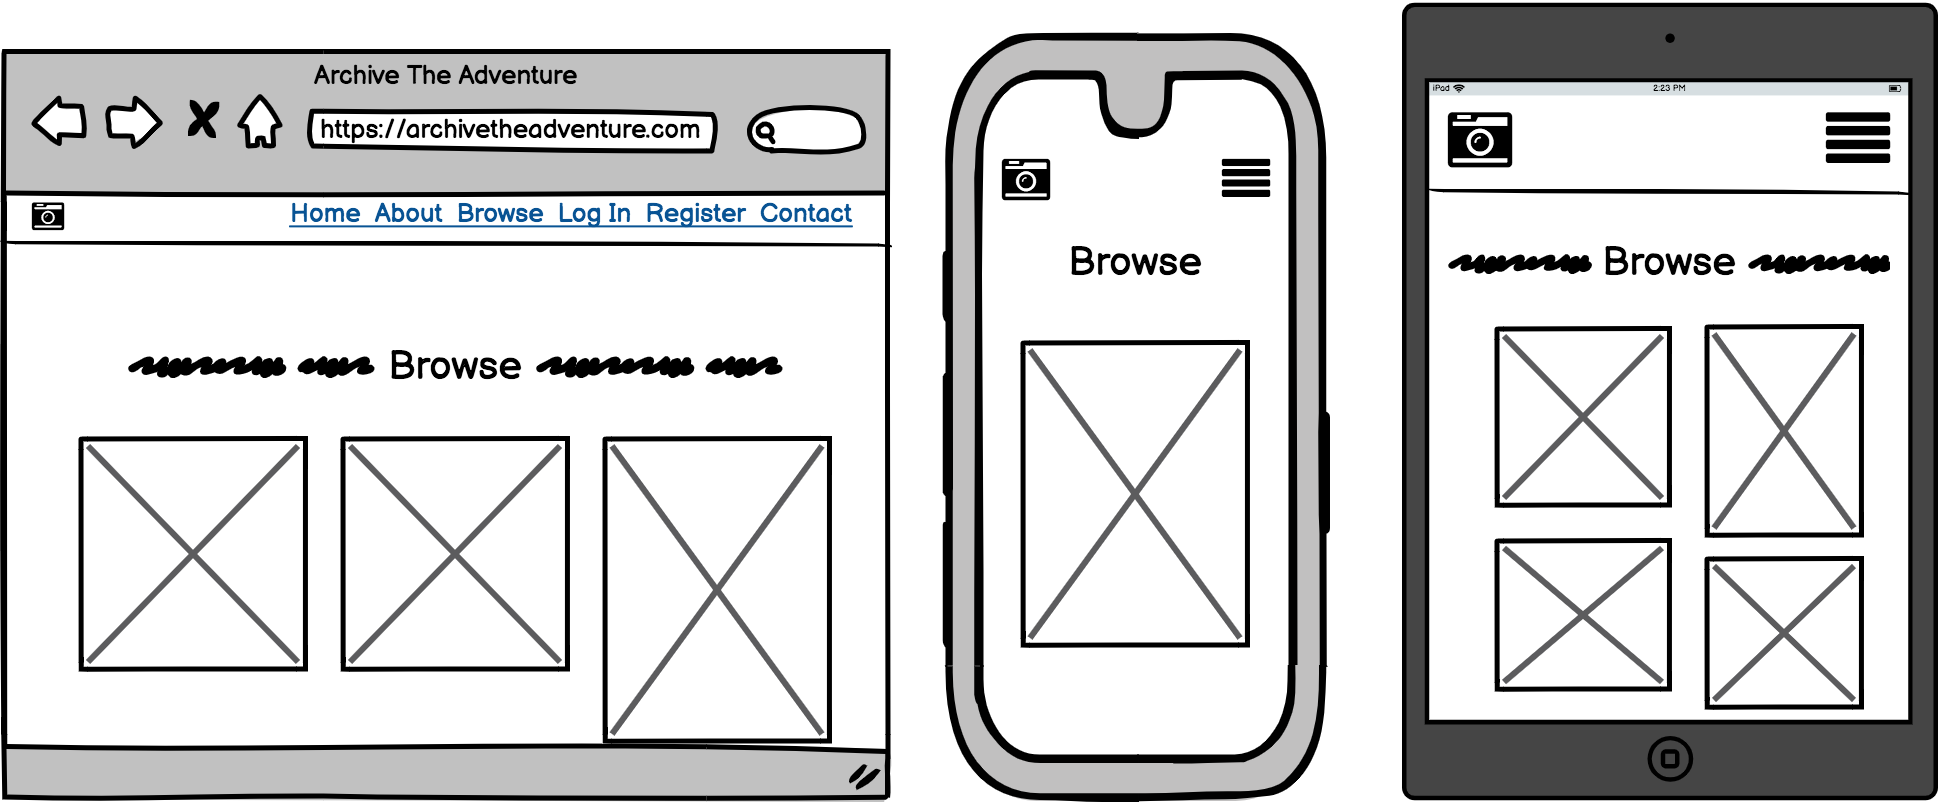 Archive The Adventure
https://archivetheadventure.com
Home About Browse Log In Register Contact
Browse
Browse
iPad 2:23 PM
Browse